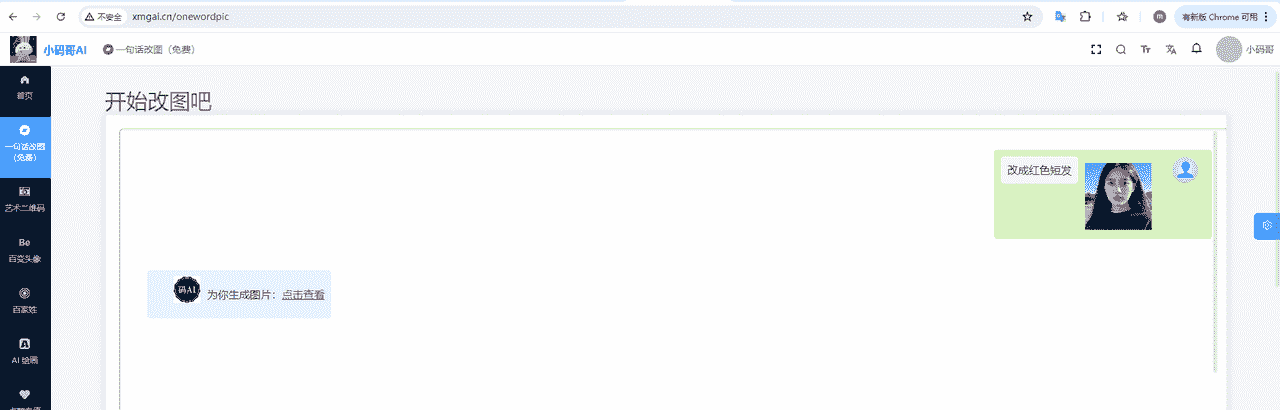 不安全 xmgai.cn/onewordpic
m
有新版 Chrome 可用
小码哥AI
一句话改图（免费）
小码哥
首页
一句话改图
（免费）
艺术二维码
Be
百变头像
百家姓
AI 绘画
开始改图吧
改成红色短发
码AI
为你生成图片：点击查看